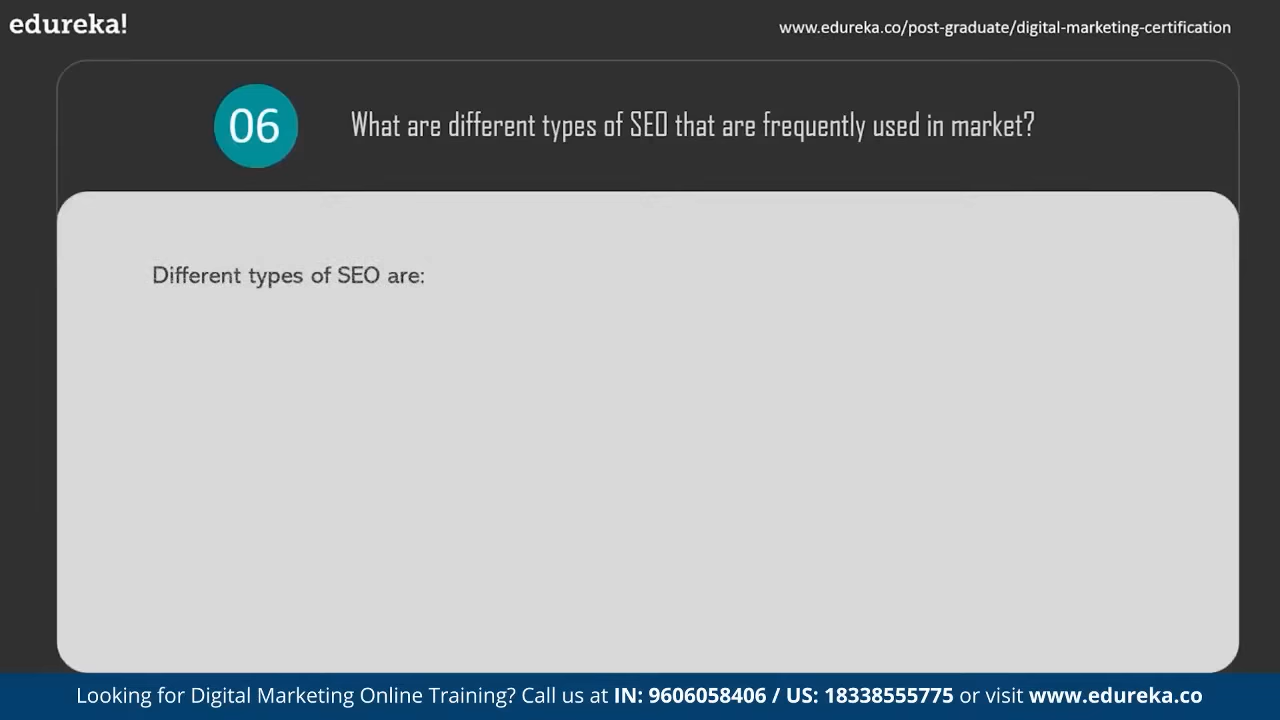 edureka!
www.edureka.co/post-graduate/digital-marketing-certification
06
What are different types of SEO that are frequently used in market?
Different types of SEO are:
Looking for Digital Marketing Online Training? Call us at IN: 9606058406 / US: 18338555775 or visit www.edureka.co